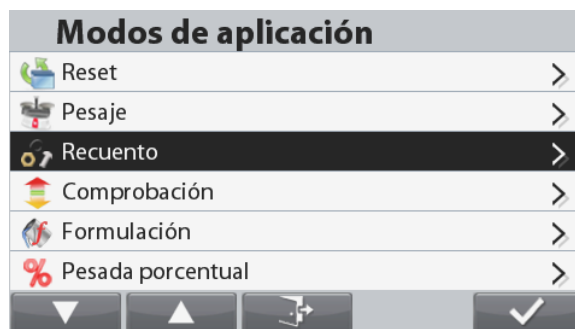 Modos de aplicación
Reset
Pesaje
Recuento
Comprobación
Formulación
Pesada porcentual